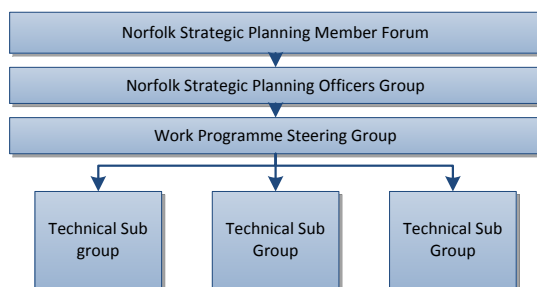 Norfolk Strategic Planning Member Forum
Norfolk Strategic Planning Officers Group
Work Programme Steering Group
Technical Sub
group
Technical Sub
Group
Technical Sub
Group